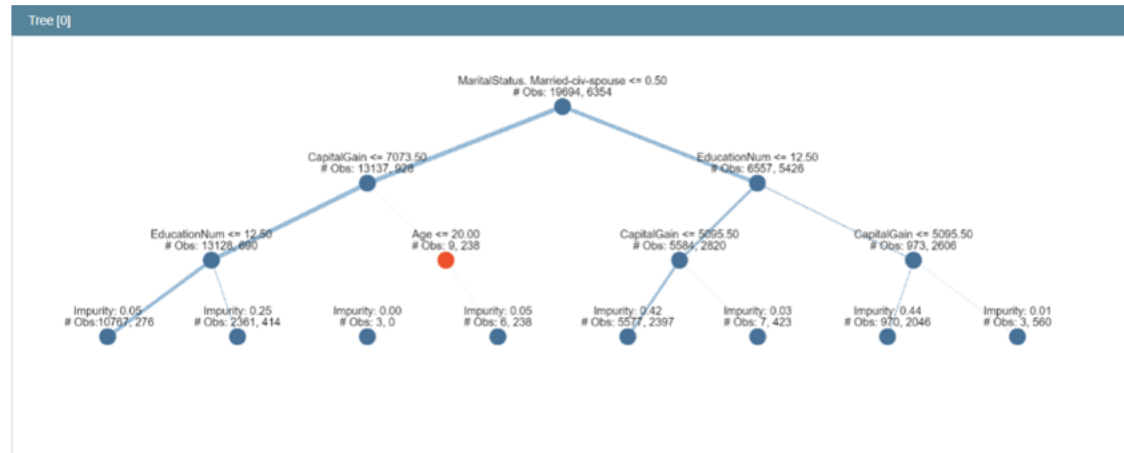 Tree [0]
MaritalStatus. Married-civ-spouse <= 0.50
# Obs: 19694, 6354
CapitalGain <= 7073.50
# Obs: 13137, 928
EducationNum <= 12.50
# Obs: 6557, 5426
EducationNum <= 12.50
# Obs: 13128, 690
Age <= 20.00
# Obs: 9, 238
CapitalGain <= 5095.50
# Obs: 5584, 2820
CapitalGain <= 5095.50
# Obs: 973, 2606
Impurity: 0.05
# Obs:10767, 276
Impurity: 0.25
# Obs: 2361, 414
Impurity: 0.00
# Obs: 3, 0
Impurity: 0.05
# Obs: 6, 238
Impurity: 0.42
# Obs: 5577, 2397
Impurity: 0.03
# Obs: 7, 423
Impurity: 0.44
# Obs: 970, 2046
Impurity: 0.01
# Obs: 3, 560